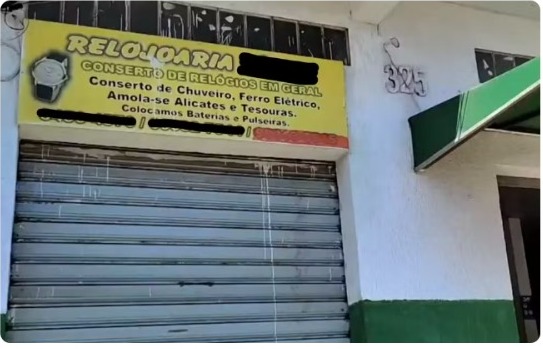 RELOJOARIA
CONSERTO DE RELÓGIOS EM GERAL
Conserto de Chuveiro, Ferro Elétrico,
Amola-se Alicates e Tesouras.
Colocamos Baterias e Pulseiras.
/ /
325